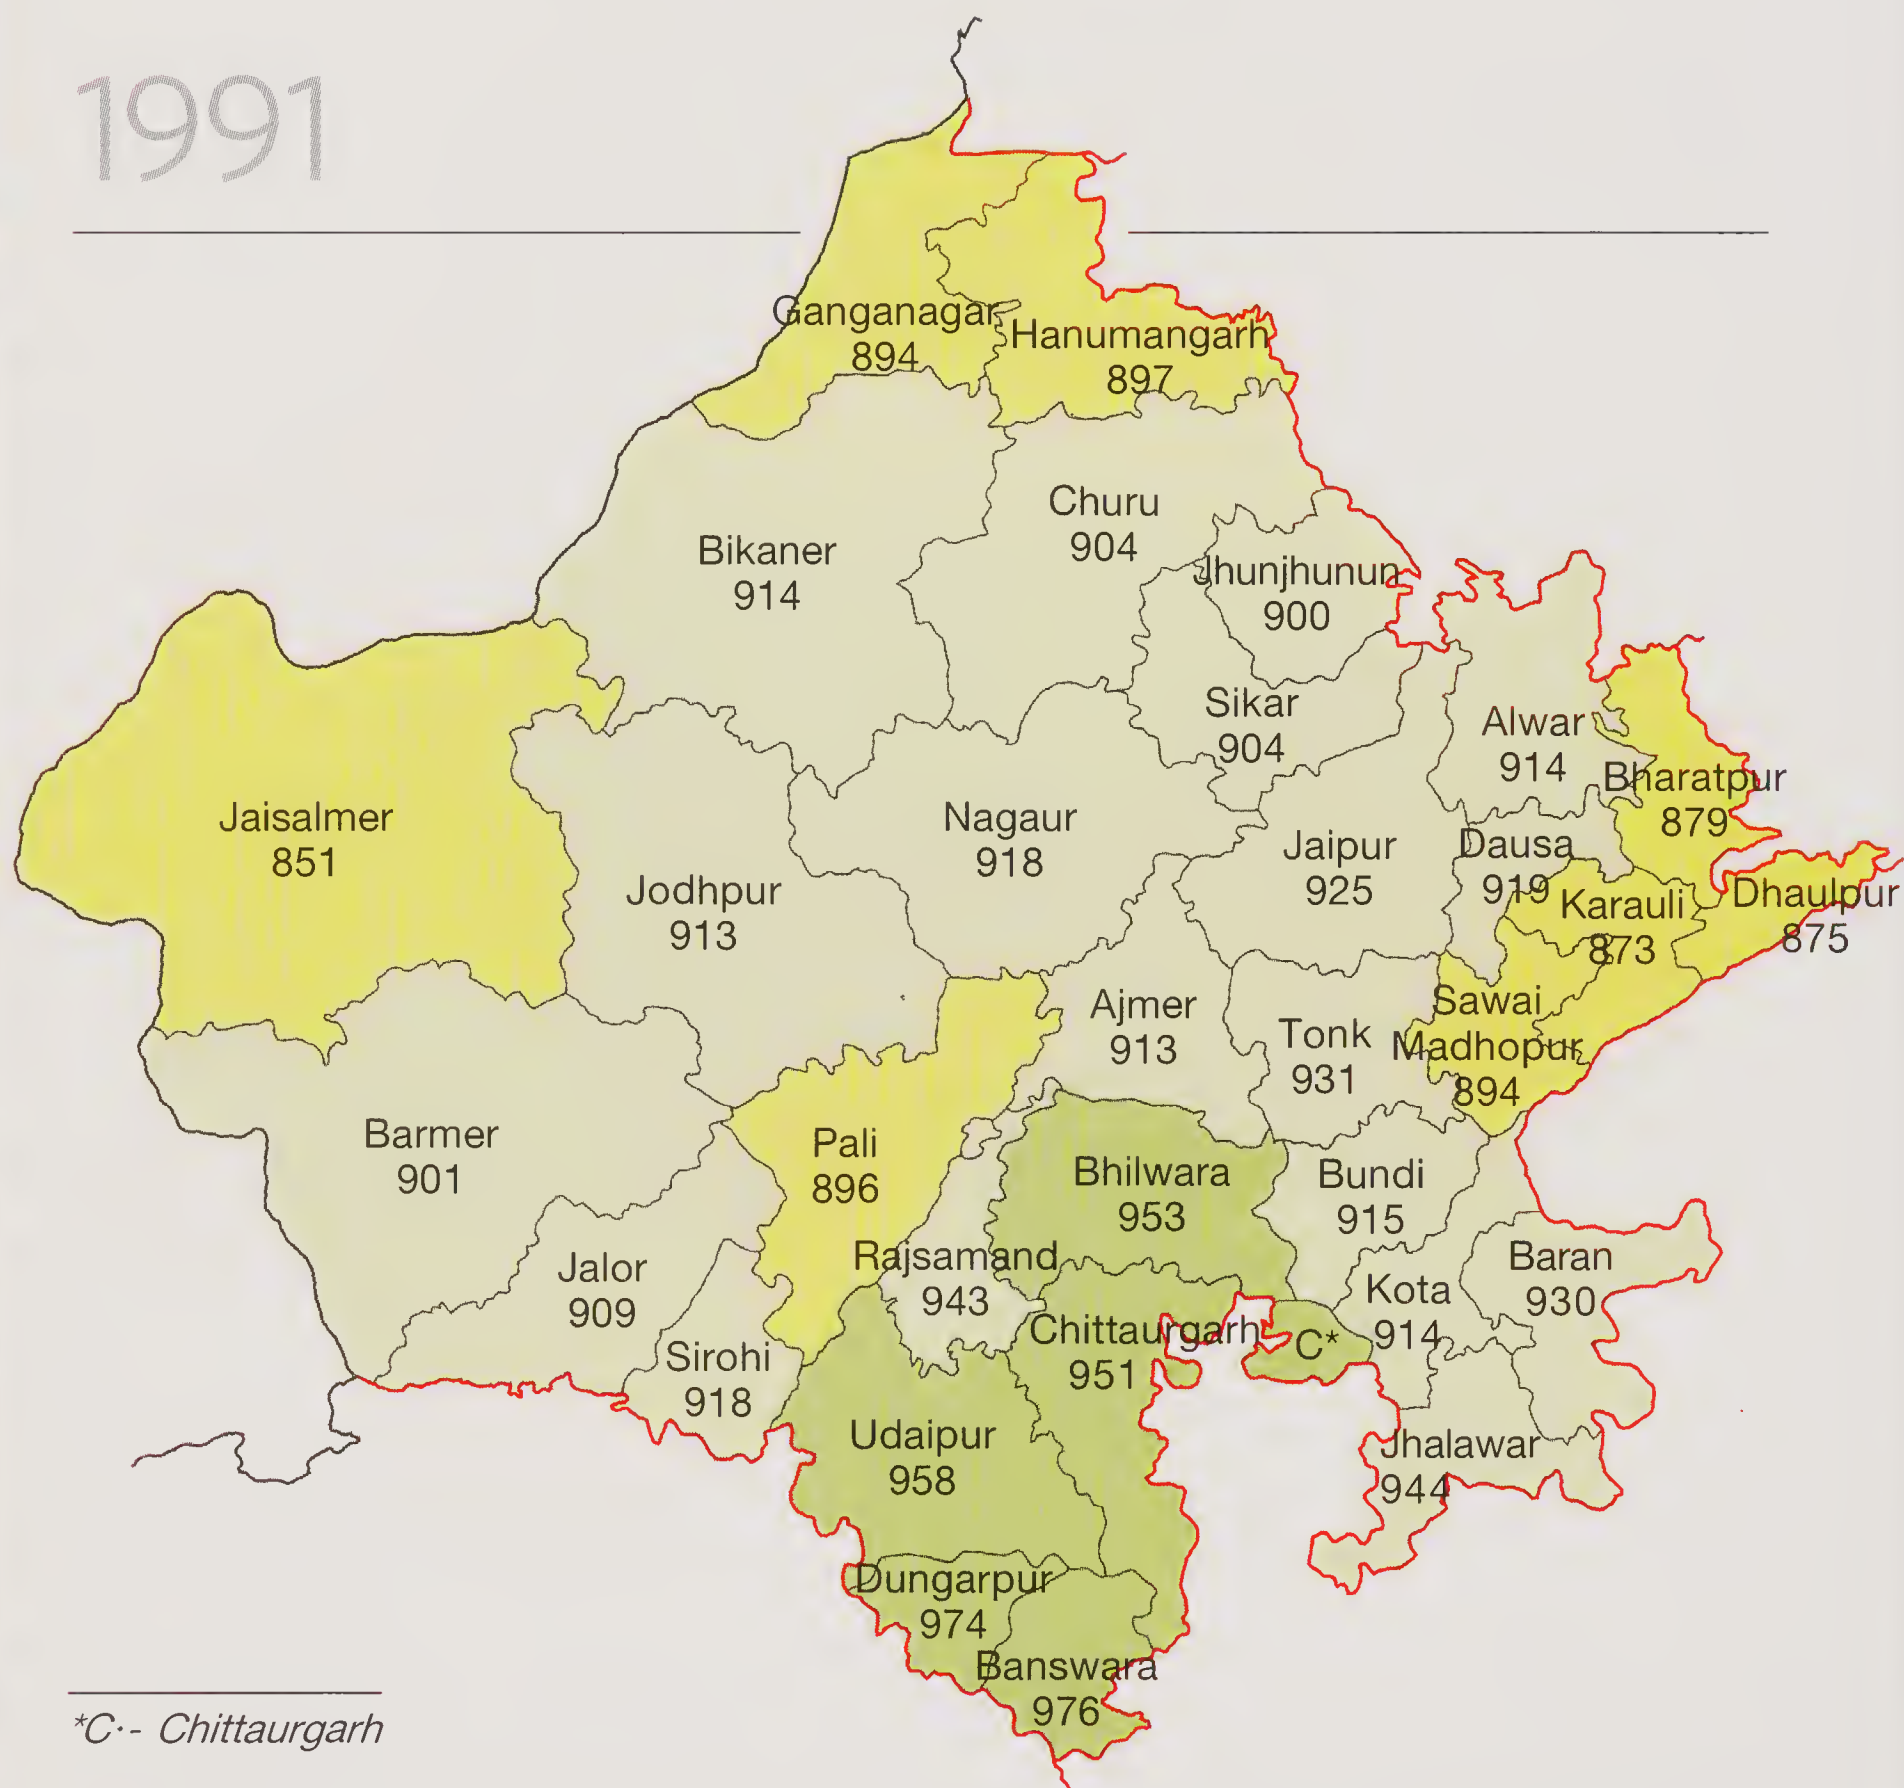 1991
Ganganagar
894
Hanumangarh
897
Churu
904
Bikaner
914
Jhunjhunun
900
Sikar
904
Alwar
914
Bharatpur
879
Jaisalmer
851
Nagaur
918
Jaipur
925
Dausa
919
Jodhpur
913
Karauli
873
Dhaulpur
875
Ajmer
913
Tonk
931
Sawai
Madhopur
894
Barmer
901
Pali
896
Bhilwara
953
Bundi
915
Rajsamand
943
Baran
930
Jalor
909
Kota
914
Chittaurgarh
951
C*
Sirohi
918
Udaipur
958
Jhalawar
944
Dungarpur
974
Banswara
976
*C·- Chittaurgarh